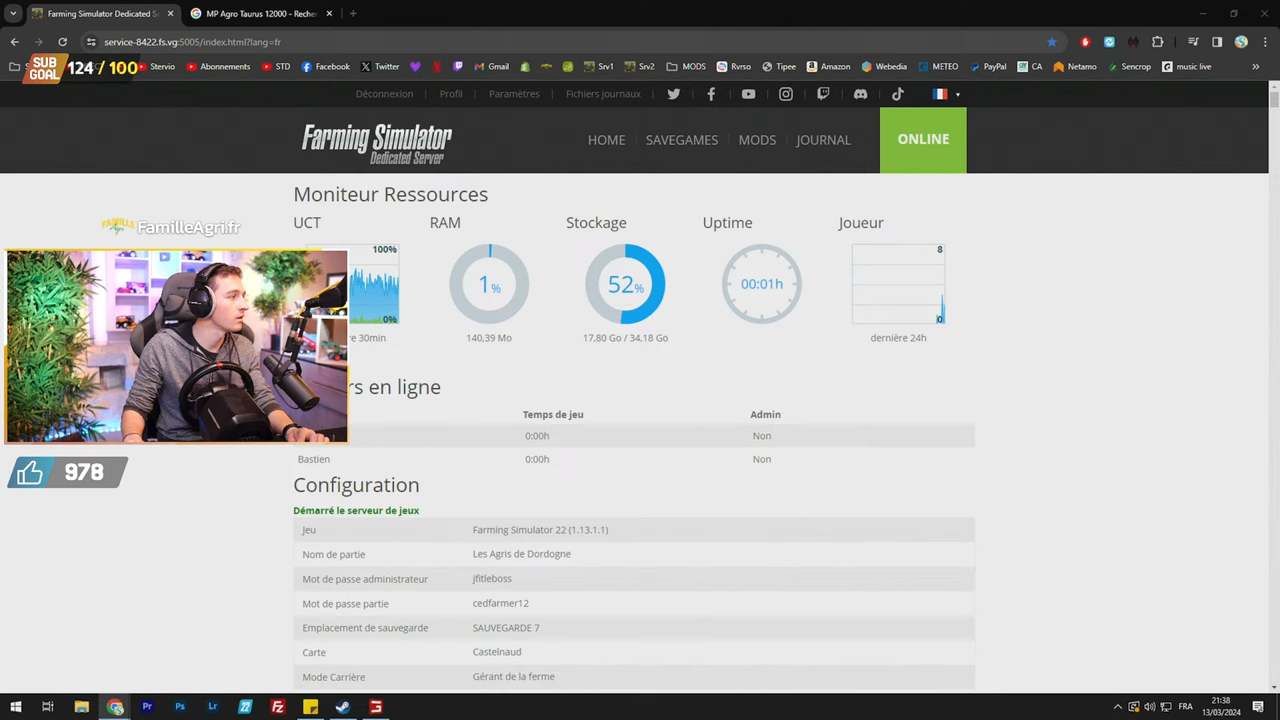 Farming Simulator Dedicated S
MP Agro Taurus 12000 - Reche
service-8422.fs.vg:5005/index.html?lang=fr
Stervio
Abonnements
STD
Facebook
Twitter
Gmail
Srv1
Srv2
MODS
Rvrso
Tipee
Amazon
Webedia
METEO
PayPal
CA
Netamo
Sencrop
music live
SUB GOAL
124 / 100
Déconnexion
Profil
Paramètres
Fichiers journaux
Farming Simulator
Dedicated Server
HOME
SAVEGAMES
MODS
JOURNAL
ONLINE
Moniteur Ressources
FamilleAgri.fr
UCT
RAM
Stockage
Uptime
Joueur
100%
0%
1%
52%
00:01h
8
0
re 30min
140,39 Mo
17,80 Go / 34,18 Go
dernière 24h
rs en ligne
Temps de jeu
Admin
0:00h
Non
Bastien
0:00h
Non
978
Configuration
Démarré le serveur de jeux
Jeu
Farming Simulator 22 (1.13.1.1)
Nom de partie
Les Agris de Dordogne
Mot de passe administrateur
jfitleboss
Mot de passe partie
cedfarmer12
Emplacement de sauvegarde
SAUVEGARDE 7
Carte
Castelnaud
Mode Carrière
Gérant de la ferme
FRA
21:38
13/03/2024